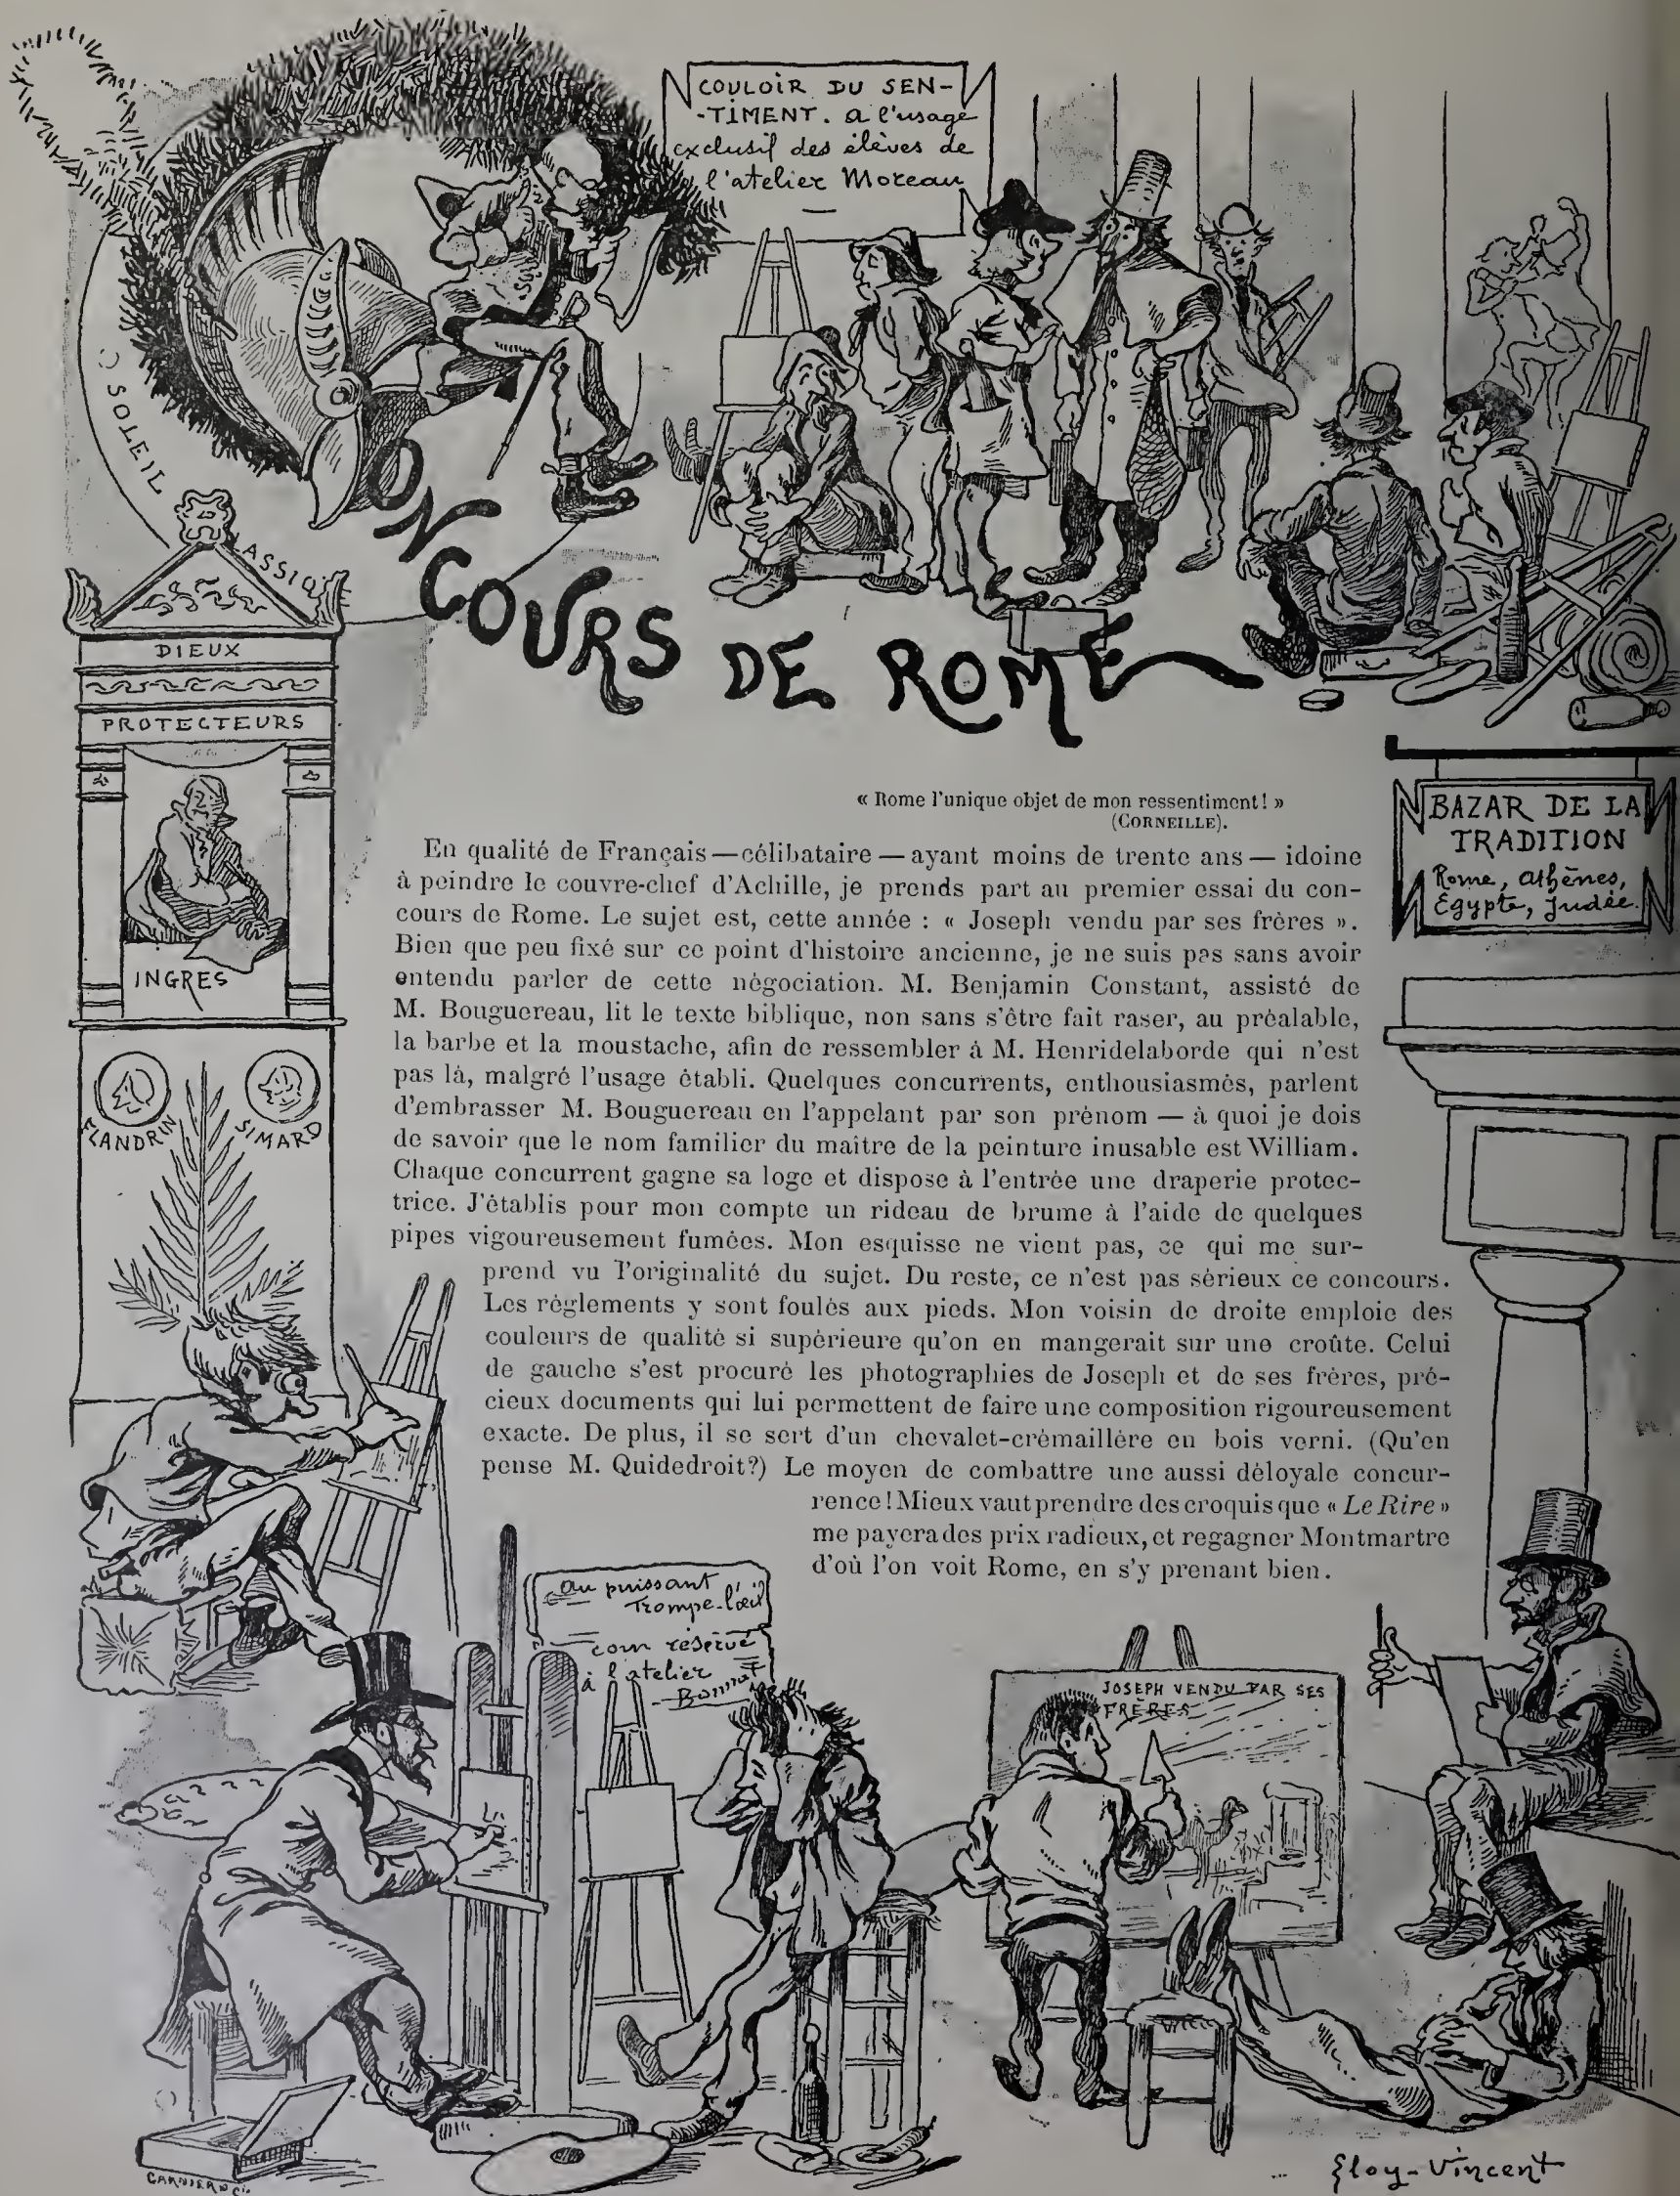 COULOIR DU SEN-
-TIMENT. a l'usage
exclusif des élèves de
l'atelier Moreau
SOLEIL
ASSIQ
ONCOURS DE ROME
DIEUX
PROTECTEURS
INGRES
FLANDRIN
SIMARD
« Rome l'unique objet de mon ressentiment! »
(CORNEILLE).
BAZAR DE LA
TRADITION
Rome, Athènes,
Égypte, Judée.
En qualité de Français — célibataire — ayant moins de trente ans — idoine
à peindre le couvre-chef d'Achille, je prends part au premier essai du con-
cours de Rome. Le sujet est, cette année : « Joseph vendu par ses frères ».
Bien que peu fixé sur ce point d'histoire ancienne, je ne suis pas sans avoir
entendu parler de cette négociation. M. Benjamin Constant, assisté de
M. Bouguereau, lit le texte biblique, non sans s'être fait raser, au préalable,
la barbe et la moustache, afin de ressembler à M. Henridelaborde qui n'est
pas là, malgré l'usage établi. Quelques concurrents, enthousiasmés, parlent
d'embrasser M. Bouguereau en l'appelant par son prénom — à quoi je dois
de savoir que le nom familier du maître de la peinture inusable est William.
Chaque concurrent gagne sa loge et dispose à l'entrée une draperie protec-
trice. J'établis pour mon compte un rideau de brume à l'aide de quelques
pipes vigoureusement fumées. Mon esquisse ne vient pas, ce qui me sur-
prend vu l'originalité du sujet. Du reste, ce n'est pas sérieux ce concours.
Les règlements y sont foulés aux pieds. Mon voisin de droite emploie des
couleurs de qualité si supérieure qu'on en mangerait sur une croûte. Celui
de gauche s'est procuré les photographies de Joseph et de ses frères, pré-
cieux documents qui lui permettent de faire une composition rigoureusement
exacte. De plus, il se sert d'un chevalet-crémaillère en bois verni. (Qu'en
pense M. Quidedroit?) Le moyen de combattre une aussi déloyale concur-
rence! Mieux vaut prendre des croquis que « Le Rire »
me payera des prix radieux, et regagner Montmartre
d'où l'on voit Rome, en s'y prenant bien.
au puissant
Trompe-l'œil
coin réservé
à l'atelier
Bonnat
JOSEPH VENDU PAR SES
FRÈRES
GARNIER & Cie
Eloy-Vincent